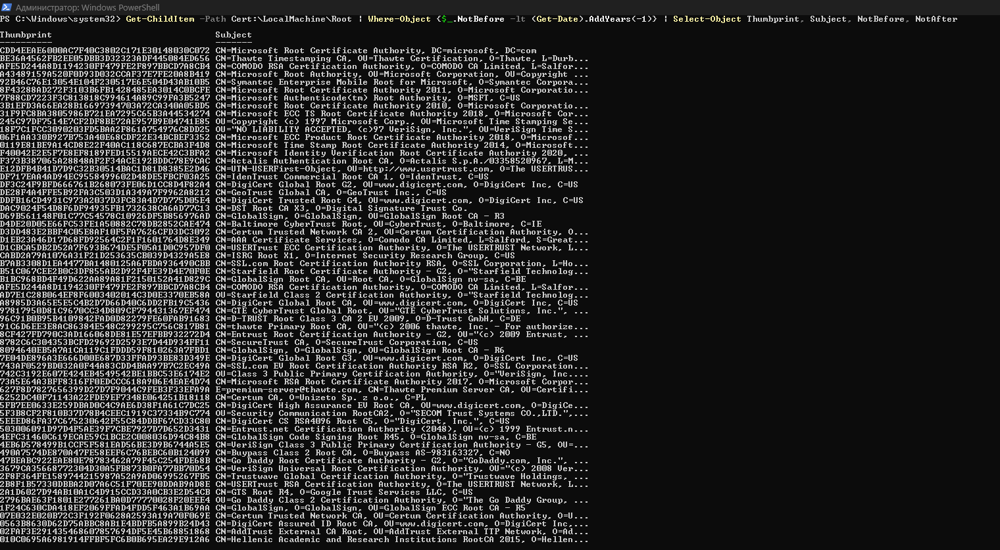 Администратор: Windows PowerShell
PS C:\Windows\system32> Get-ChildItem -Path Cert:\LocalMachine\Root | Where-Object {$_.NotBefore -lt (Get-Date).AddYears(-1)} | Select-Object Thumbprint, Subject, NotBefore, NotAfter
Thumbprint Subject
---------- -------
CDD4EEAE6000AC7F40C3802C171E30148030C072 CN=Microsoft Root Certificate Authority, DC=microsoft, DC=com
BE36A4562FB2EE05DBB3D32323ADF445084ED656 CN=Thawte Timestamping CA, OU=Thawte Certification, O=Thawte, L=Durb...
AFE5D244A8D1194230FF479FE2F897BBCD7A8CB4 CN=COMODO RSA Certification Authority, O=COMODO CA Limited, L=Salfor...
A43489159A520F0D93D032CCAF37E7FE20A8B419 CN=Microsoft Root Authority, OU=Microsoft Corporation, OU=Copyright ...
92B46C76E13054E104F230517E6E504D43AB10B5 CN=Symantec Enterprise Mobile Root for Microsoft, O=Symantec Corpora...
8F43288AD272F3103B6FB1428485EA3014C0BCFE CN=Microsoft Root Certificate Authority 2011, O=Microsoft Corporatio...
7F88CD7223F3C813818C994614A89C99FA3B5247 CN=Microsoft Authenticode(tm) Root Authority, O=MSFT, C=US
3B1EFD3A66EA28B16697394703A72CA340A05BD5 CN=Microsoft Root Certificate Authority 2010, O=Microsoft Corporatio...
31F9FC8BA3805986B721EA7295C65B3A44534274 CN=Microsoft ECC TS Root Certificate Authority 2018, O=Microsoft Cor...
245C97DF7514E7CF2DF8BE72AE957B9E04741E85 OU=Copyright (c) 1997 Microsoft Corp., OU=Microsoft Time Stamping Se...
18F7C1FCC3090203FD5BAA2F861A754976C8DD25 OU="NO LIABILITY ACCEPTED, (c)97 VeriSign, Inc.", OU=VeriSign Time S...
06F1AA330B927B753A40E68CDF22E34BCBEF3352 CN=Microsoft ECC Product Root Certificate Authority 2018, O=Microsof...
0119E81BE9A14CD8E22F40AC118C687ECBA3F4D8 CN=Microsoft Time Stamp Root Certificate Authority 2014, O=Microsoft...
F40042E2E5F7E8EF8189FED15519AECE42C3BFA2 CN=Microsoft Identity Verification Root Certificate Authority 2020, ...
F373B387065A28848AF2F34ACE192BDDC78E9CAC CN=Actalis Authentication Root CA, O=Actalis S.p.A./03358520967, L=M...
E12DFB4B41D7D9C32B30514BAC1D81D8385E2D46 CN=UTN-USERFirst-Object, OU=http://www.usertrust.com, O=The USERTRUS...
DF717EAA4AD94EC9558499602D48DE5FBCF03A25 CN=IdenTrust Commercial Root CA 1, O=IdenTrust, C=US
DF3C24F9BFD666761B268073FE06D1CC8D4F82A4 CN=DigiCert Global Root G2, OU=www.digicert.com, O=DigiCert Inc, C=US
DE28F4A4FFE5B92FA3C503D1A349A7F9962A8212 CN=GeoTrust Global CA, O=GeoTrust Inc., C=US
DDFB16CD4931C973A2037D3FC83A4D7D775D05E4 CN=DigiCert Trusted Root G4, OU=www.digicert.com, O=DigiCert Inc, C=US
DAC9024F54D8F6DF94935FB1732638CA6AD77C13 CN=DST Root CA X3, O=Digital Signature Trust Co.
D69B561148F01C77C54578C10926DF5B856976AD CN=GlobalSign, O=GlobalSign, OU=GlobalSign Root CA - R3
D4DE20D05E66FC53FE1A50882C78DB2852CAE474 CN=Baltimore CyberTrust Root, OU=CyberTrust, O=Baltimore, C=IE
D3DD483E2BBF4C05E8AF10F5FA7626CFD3DC3092 CN=Certum Trusted Network CA 2, OU=Certum Certification Authority, O...
D1EB23A46D17D68FD92564C2F1F1601764D8E349 CN=AAA Certificate Services, O=Comodo CA Limited, L=Salford, S=Great...
D1CBCA5DB2D52A7F693B674DE5F05A1D0C957DF0 CN=USERTrust ECC Certification Authority, O=The USERTRUST Network, L...
CABD2A79A1076A31F21D253635CB039D4329A5E8 CN=ISRG Root X1, O=Internet Security Research Group, C=US
B7AB3308D1EA4477BA1480125A6FBDA936490CBB CN=SSL.com Root Certification Authority RSA, O=SSL Corporation, L=Ho...
B51C067CEE2B0C3DF855AB2D92F4FE39D4E70F0E CN=Starfield Root Certificate Authority - G2, O="Starfield Technolog...
B1BC968BD4F49D622AA89A81F2150152A41D829C CN=GlobalSign Root CA, OU=Root CA, O=GlobalSign nv-sa, C=BE
AFE5D244A8D1194230FF479FE2F897BBCD7A8CB4 CN=COMODO RSA Certification Authority, O=COMODO CA Limited, L=Salfor...
AD7E1C28B064EF8F6003402014C3D0E3370EB58A OU=Starfield Class 2 Certification Authority, O="Starfield Technolog...
A8985D3A65E5E5C4B2D7D66D40C6DD2FB19C5436 CN=DigiCert Global Root CA, OU=www.digicert.com, O=DigiCert Inc, C=US
97817950D81C9670CC34D809CF794431367EF474 CN=GTE CyberTrust Global Root, OU="GTE CyberTrust Solutions, Inc.", ...
96C91B0B95B4109842FAD0D82279FE60FAB91683 CN=D-TRUST Root Class 3 CA 2 EV 2009, O=D-Trust GmbH, C=DE
91C6D6EE3E8AC86384E548C299295C756C817B81 CN=thawte Primary Root CA, OU="(c) 2006 thawte, Inc. - For authorize...
8CF427FD790C3AD166068DE81E57EFBB932272D4 CN=Entrust Root Certification Authority - G2, OU="(c) 2009 Entrust, ...
8782C6C304353BCFD29692D2593E7D44D934FF11 CN=SecureTrust CA, O=SecureTrust Corporation, C=US
8094640EB5A7A1CA119C1FDDD59F810263A7FBD1 CN=GlobalSign, O=GlobalSign, OU=GlobalSign Root CA - R6
7E04DE896A3E666D00E687D33FFAD93BE83D349E CN=DigiCert Global Root G3, OU=www.digicert.com, O=DigiCert Inc, C=US
743AF0529BD032A0F44A83CDD4BAA97B7C2EC49A CN=SSL.com EV Root Certification Authority RSA R2, O=SSL Corporation...
742C3192E607E424EB4549542BE1BBC53E6174E2 OU=Class 3 Public Primary Certification Authority, O="VeriSign, Inc....
73A5E64A3BFF8316FF0EDCCC618A906E4EAE4D74 CN=Microsoft RSA Root Certificate Authority 2017, O=Microsoft Corpor...
627F8D7827656399D27D7F9044C9FEB3F33EFA9A E=premium-server@thawte.com, CN=Thawte Premium Server CA, OU=Certifi...
6252DC40F71143A22FDE9EF7348E064251B18118 CN=Certum CA, O=Unizeto Sp. z o.o., C=PL
5FB7EE0633E259DBAD0C4C9AE6D38F1A61C7DC25 CN=DigiCert High Assurance EV Root CA, OU=www.digicert.com, O=DigiCe...
5F3B8CF2F810B37D78B4CEEC1919C37334B9C774 OU=Security Communication RootCA2, O="SECOM Trust Systems CO.,LTD.",...
5EEED86FA37C675230642F55C84DDBF67CD33C80 CN=DigiCert CS RSA4096 Root G5, O="DigiCert, Inc.", C=US
503006091D97D4F5AE39F7CBE7927D7D652D3431 CN=Entrust.net Certification Authority (2048), OU=(c) 1999 Entrust.n...
4EFC31460C619ECAE59C1BCE2C008036D94C84B8 CN=GlobalSign Code Signing Root R45, O=GlobalSign nv-sa, C=BE
4EB6D578499B1CCF5F581EAD56BE3D9B6744A5E5 CN=VeriSign Class 3 Public Primary Certification Authority - G5, OU=...
490A7574DE870A47FE58EEF6C76BEBC60B124099 CN=Buypass Class 2 Root CA, O=Buypass AS-983163327, C=NO
47BEABC922EAE80E78783462A79F45C254FDE68B CN=Go Daddy Root Certificate Authority - G2, O="GoDaddy.com, Inc.", ...
3679CA35668772304D30A5FB873B0FA77BB70D54 CN=VeriSign Universal Root Certification Authority, OU="(c) 2008 Ver...
2F8F364FE1589744215987A52A9AD06995267FB5 CN=Trustwave Global Certification Authority, O="Trustwave Holdings, ...
2B8F1B57330DBBA2D07A6C51F70EE90DDAB9AD8E CN=USERTrust RSA Certification Authority, O=The USERTRUST Network, L...
2A1D6027D94AB10A1C4D915CCD33A0CB3E2D54CB CN=GTS Root R4, O=Google Trust Services LLC, C=US
2796BAE63F1801E277261BA0D77770028F20EEE4 OU=Go Daddy Class 2 Certification Authority, O="The Go Daddy Group, ...
1F24C630CDA418EF2069FFAD4FDD5F463A1B69AA CN=GlobalSign, O=GlobalSign, OU=GlobalSign ECC Root CA - R5
07E032E020B72C3F192F0628A2593A19A70F069E CN=Certum Trusted Network CA, OU=Certum Certification Authority, O=U...
0563B8630D62D75ABBC8AB1E4BDFB5A899B24D43 CN=DigiCert Assured ID Root CA, OU=www.digicert.com, O=DigiCert Inc,...
02FAF3E291435468607857694DF5E45B68851868 CN=AddTrust External CA Root, OU=AddTrust External TTP Network, O=Ad...
010C0695A6981914FFBF5FC6B0B695EA29E912A6 CN=Hellenic Academic and Research Institutions RootCA 2015, O=Hellen...